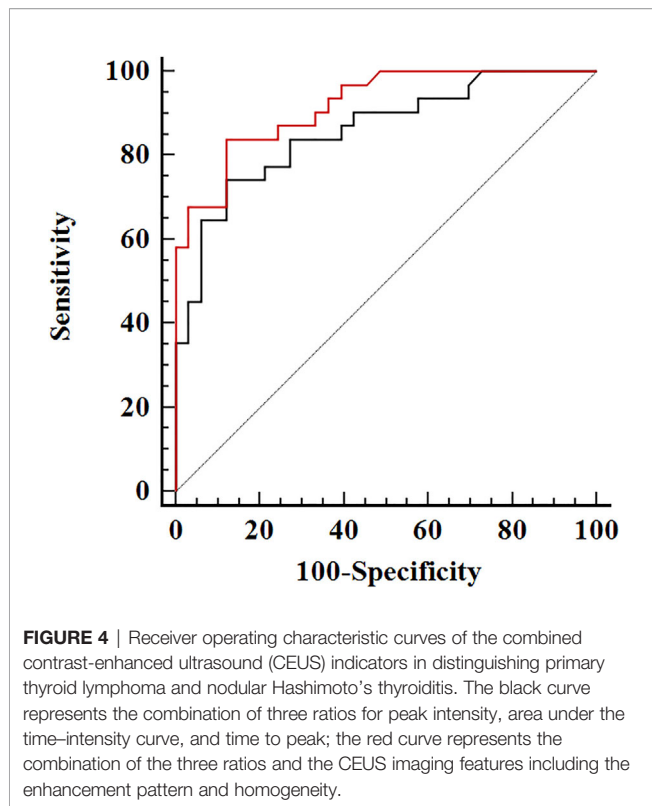 100
80
60
40
20
0
Sensitivity
0 20 40 60 80 100
100-Specificity
FIGURE 4 | Receiver operating characteristic curves of the combined
contrast-enhanced ultrasound (CEUS) indicators in distinguishing primary
thyroid lymphoma and nodular Hashimoto's thyroiditis. The black curve
represents the combination of three ratios for peak intensity, area under the
time–intensity curve, and time to peak; the red curve represents the
combination of the three ratios and the CEUS imaging features including the
enhancement pattern and homogeneity.